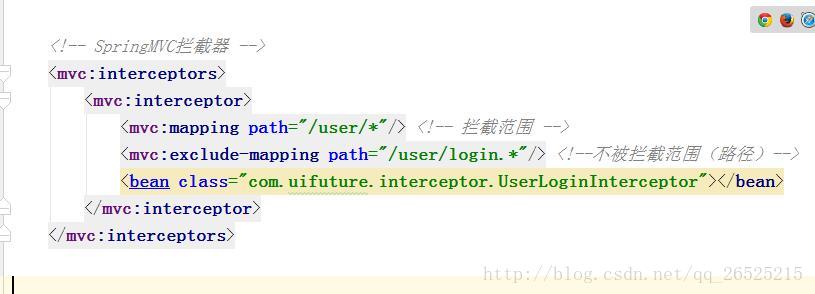 <!-- SpringMVC拦截器 -->
<mvc:interceptors>
<mvc:interceptor>
<mvc:mapping path="/user/*"/> <!-- 拦截范围 -->
<mvc:exclude-mapping path="/user/login.*"/> <!--不被拦截范围（路径）-->
<bean class="com.uifuture.interceptor.UserLoginInterceptor"></bean>
</mvc:interceptor>
</mvc:interceptors>
http://blog.csdn.net/qq_26525215